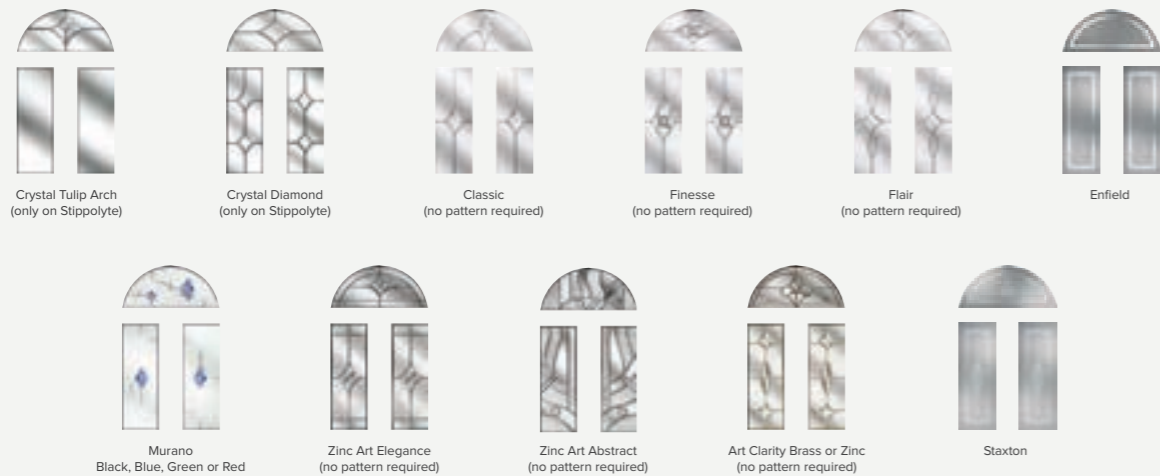 Crystal Tulip Arch
(only on Stippolyte)
Crystal Diamond
(only on Stippolyte)
Classic
(no pattern required)
Finesse
(no pattern required)
Flair
(no pattern required)
Enfield
Murano
Black, Blue, Green or Red
Zinc Art Elegance
(no pattern required)
Zinc Art Abstract
(no pattern required)
Art Clarity Brass or Zinc
(no pattern required)
Staxton